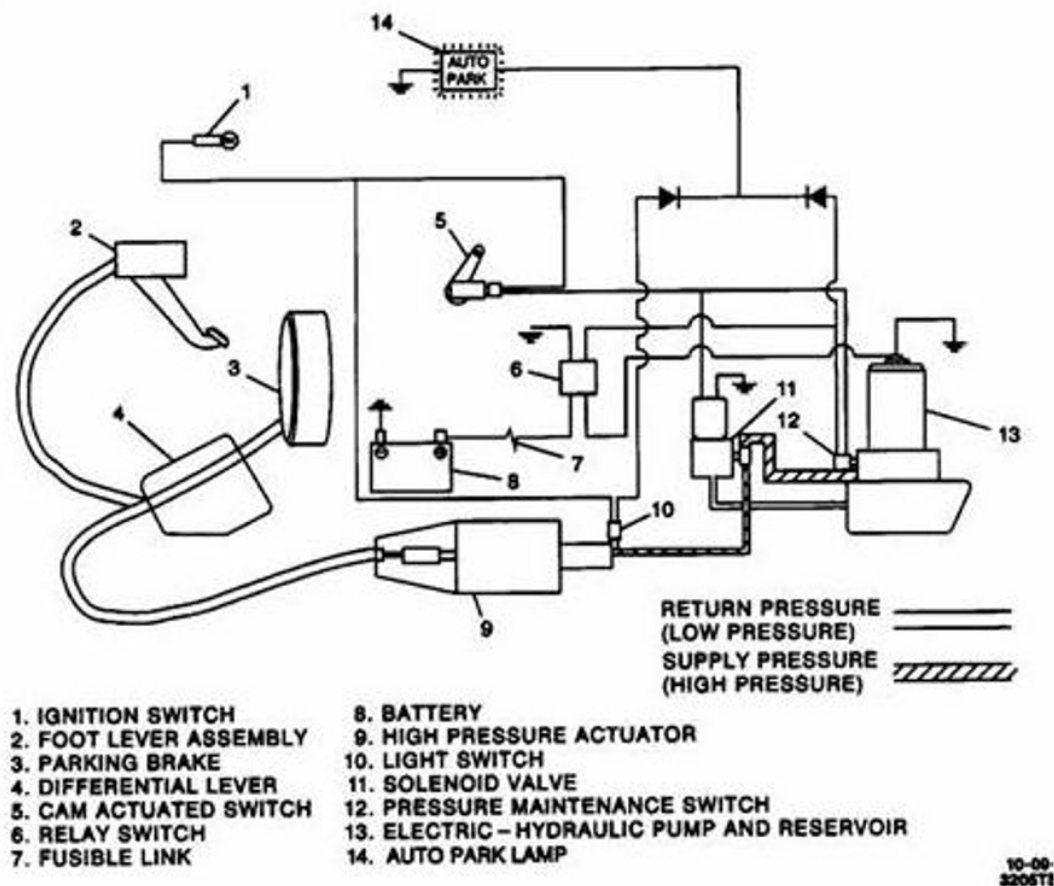 14
AUTO
PARK
1
2
5
3
6
11
4
12
13
7
8
10
9
RETURN PRESSURE
(LOW PRESSURE)
SUPPLY PRESSURE
(HIGH PRESSURE)
1. IGNITION SWITCH
2. FOOT LEVER ASSEMBLY
3. PARKING BRAKE
4. DIFFERENTIAL LEVER
5. CAM ACTUATED SWITCH
6. RELAY SWITCH
7. FUSIBLE LINK
8. BATTERY
9. HIGH PRESSURE ACTUATOR
10. LIGHT SWITCH
11. SOLENOID VALVE
12. PRESSURE MAINTENANCE SWITCH
13. ELECTRIC-HYDRAULIC PUMP AND RESERVOIR
14. AUTO PARK LAMP
10-09-